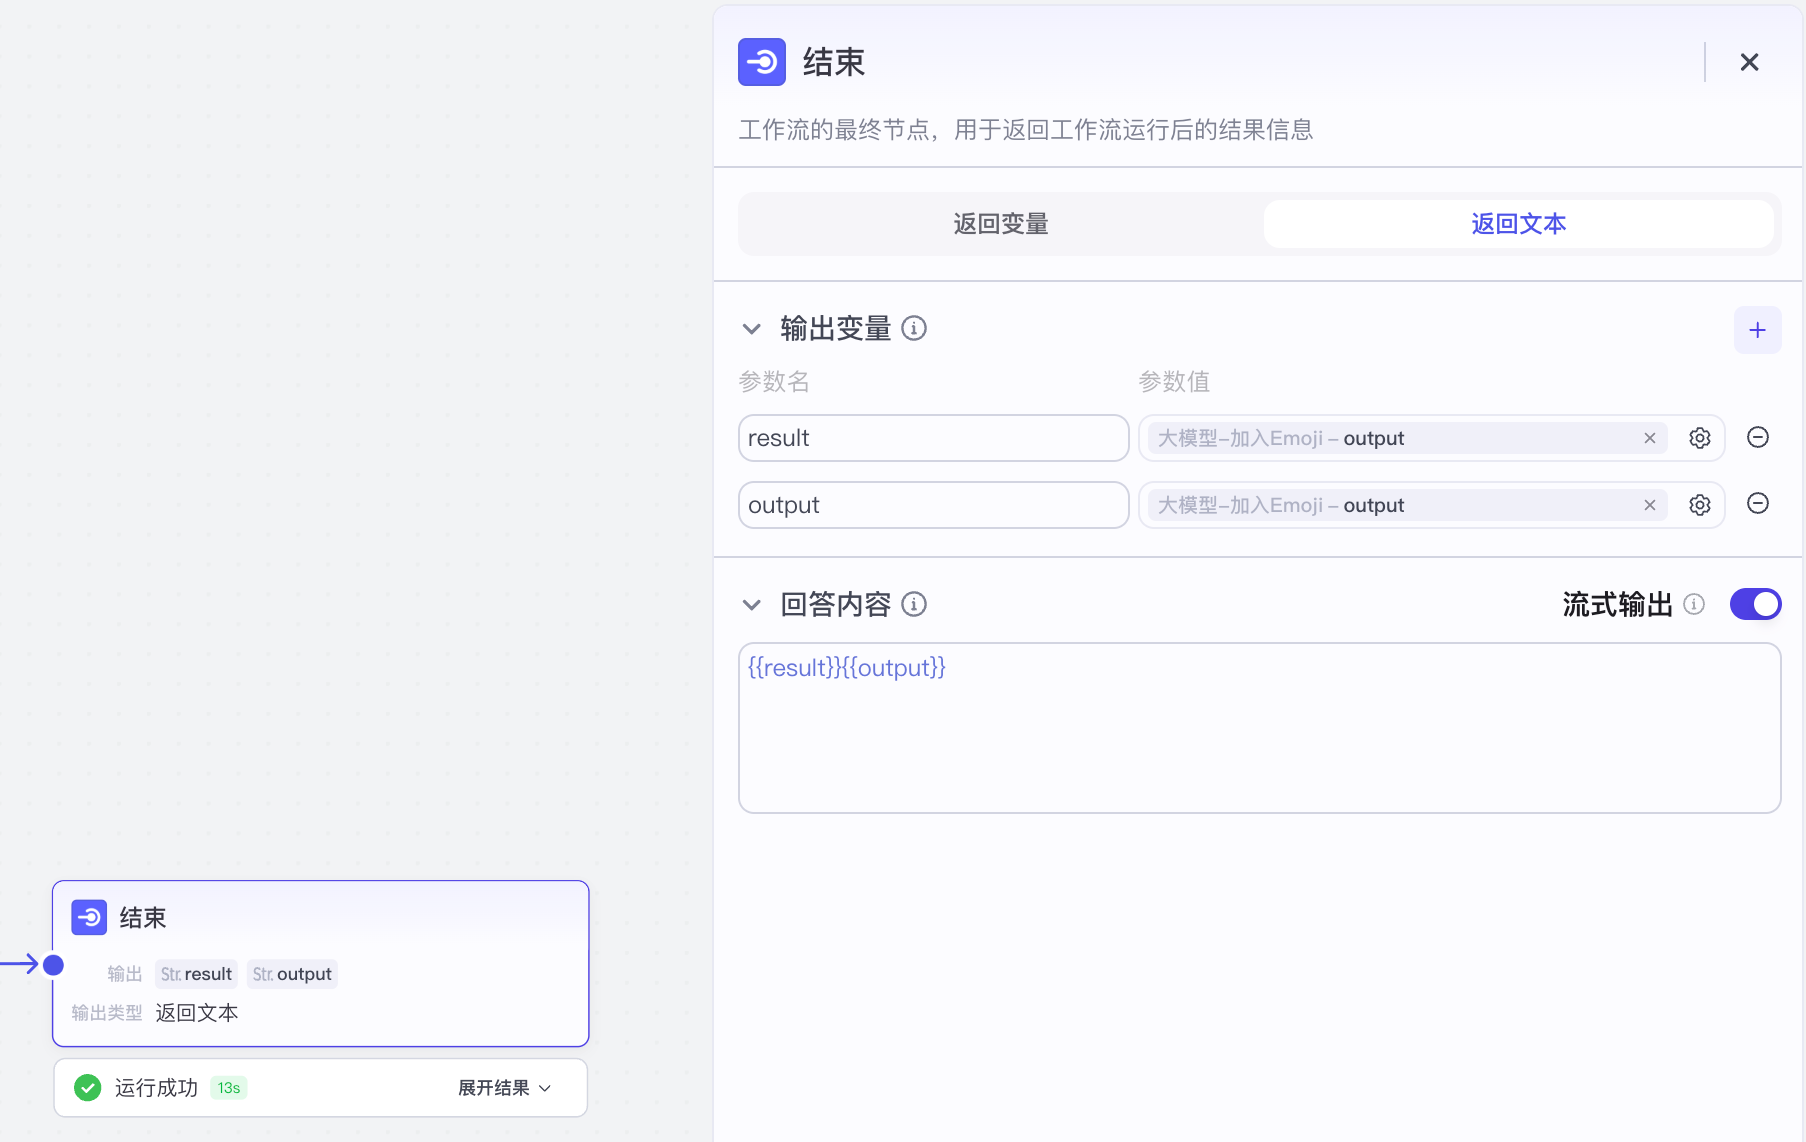 结束
工作流的最终节点，用于返回工作流运行后的结果信息
返回变量
返回文本
输出变量
参数名
参数值
result
大模型-加入Emoji - output
output
大模型-加入Emoji - output
回答内容
流式输出
{{result}}{{output}}
结束
输出 Str. result Str. output
输出类型 返回文本
运行成功 13s
展开结果